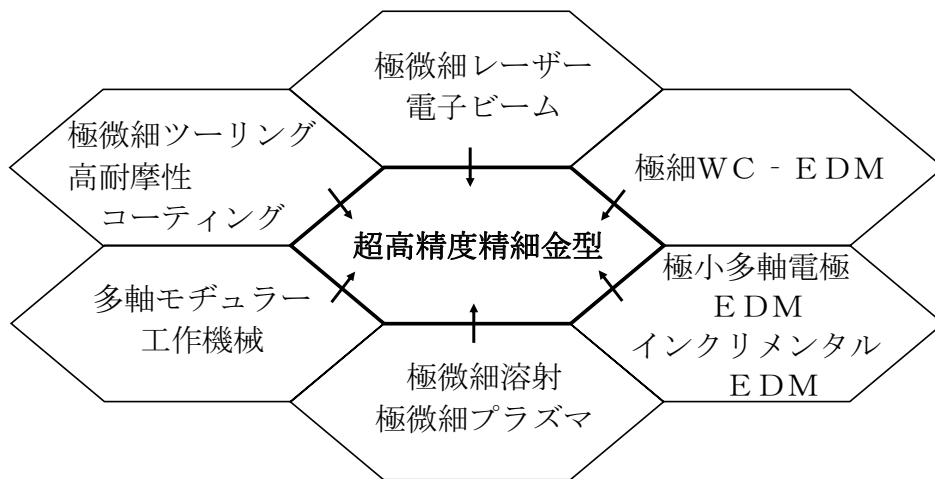 極微細レーザー
電子ビーム
極微細ツーリング
高耐摩性
コーティング
極細ＷＣ‐ＥＤＭ
超高精度精細金型
多軸モヂュラー
工作機械
極小多軸電極
ＥＤＭ
インクリメンタル
ＥＤＭ
極微細溶射
極微細プラズマ